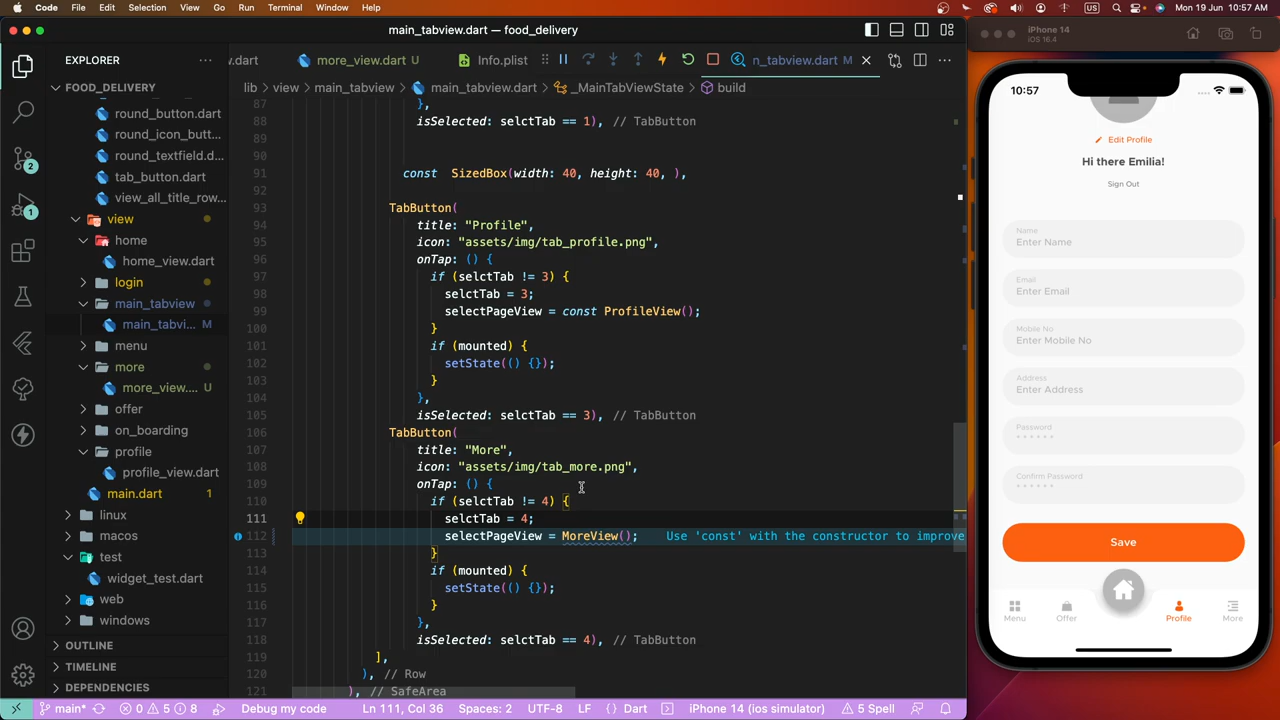 Code File Edit Selection View Go Run Terminal Window Help
US
Mon 19 Jun 10:57 AM
main_tabview.dart — food_delivery
iPhone 14
iOS 16.4
EXPLORER
w.dart
more_view.dart U
Info.plist
n_tabview.dart M
FOOD_DELIVERY
lib > view > main_tabview > main_tabview.dart > _MainTabViewState > build
round_button.dart
round_icon_butt...
round_textfield.d...
tab_button.dart
view_all_title_row...
view
home
home_view.dart
login
main_tabview
main_tabvi... M
menu
more
more_view.... U
offer
on_boarding
profile
profile_view.dart
main.dart 1
linux
macos
test
widget_test.dart
web
windows
OUTLINE
TIMELINE
DEPENDENCIES
2
1
87 },
88 isSelected: selctTab == 1), // TabButton
89
90
91 const SizedBox(width: 40, height: 40, ),
92
93 TabButton(
94 title: "Profile",
95 icon: "assets/img/tab_profile.png",
96 onTap: () {
97 if (selctTab != 3) {
98 selctTab = 3;
99 selectPageView = const ProfileView();
100 }
101 if (mounted) {
102 setState(() {});
103 }
104 },
105 isSelected: selctTab == 3), // TabButton
106 TabButton(
107 title: "More",
108 icon: "assets/img/tab_more.png",
109 onTap: () {
110 if (selctTab != 4) {
111 selctTab = 4;
112 selectPageView = MoreView(); Use 'const' with the constructor to improve
113 }
114 if (mounted) {
115 setState(() {});
116 }
117 },
118 isSelected: selctTab == 4), // TabButton
119 ],
120 ), // Row
121 ), // SafeArea
main* 0 5 8 Debug my code Ln 111, Col 36 Spaces: 2 UTF-8 LF {} Dart iPhone 14 (ios simulator) 5 Spell
10:57
Edit Profile
Hi there Emilia!
Sign Out
Name
Enter Name
Email
Enter Email
Mobile No
Enter Mobile No
Address
Enter Address
Password
* * * * * *
Confirm Password
* * * * * *
Save
Menu Offer Profile More